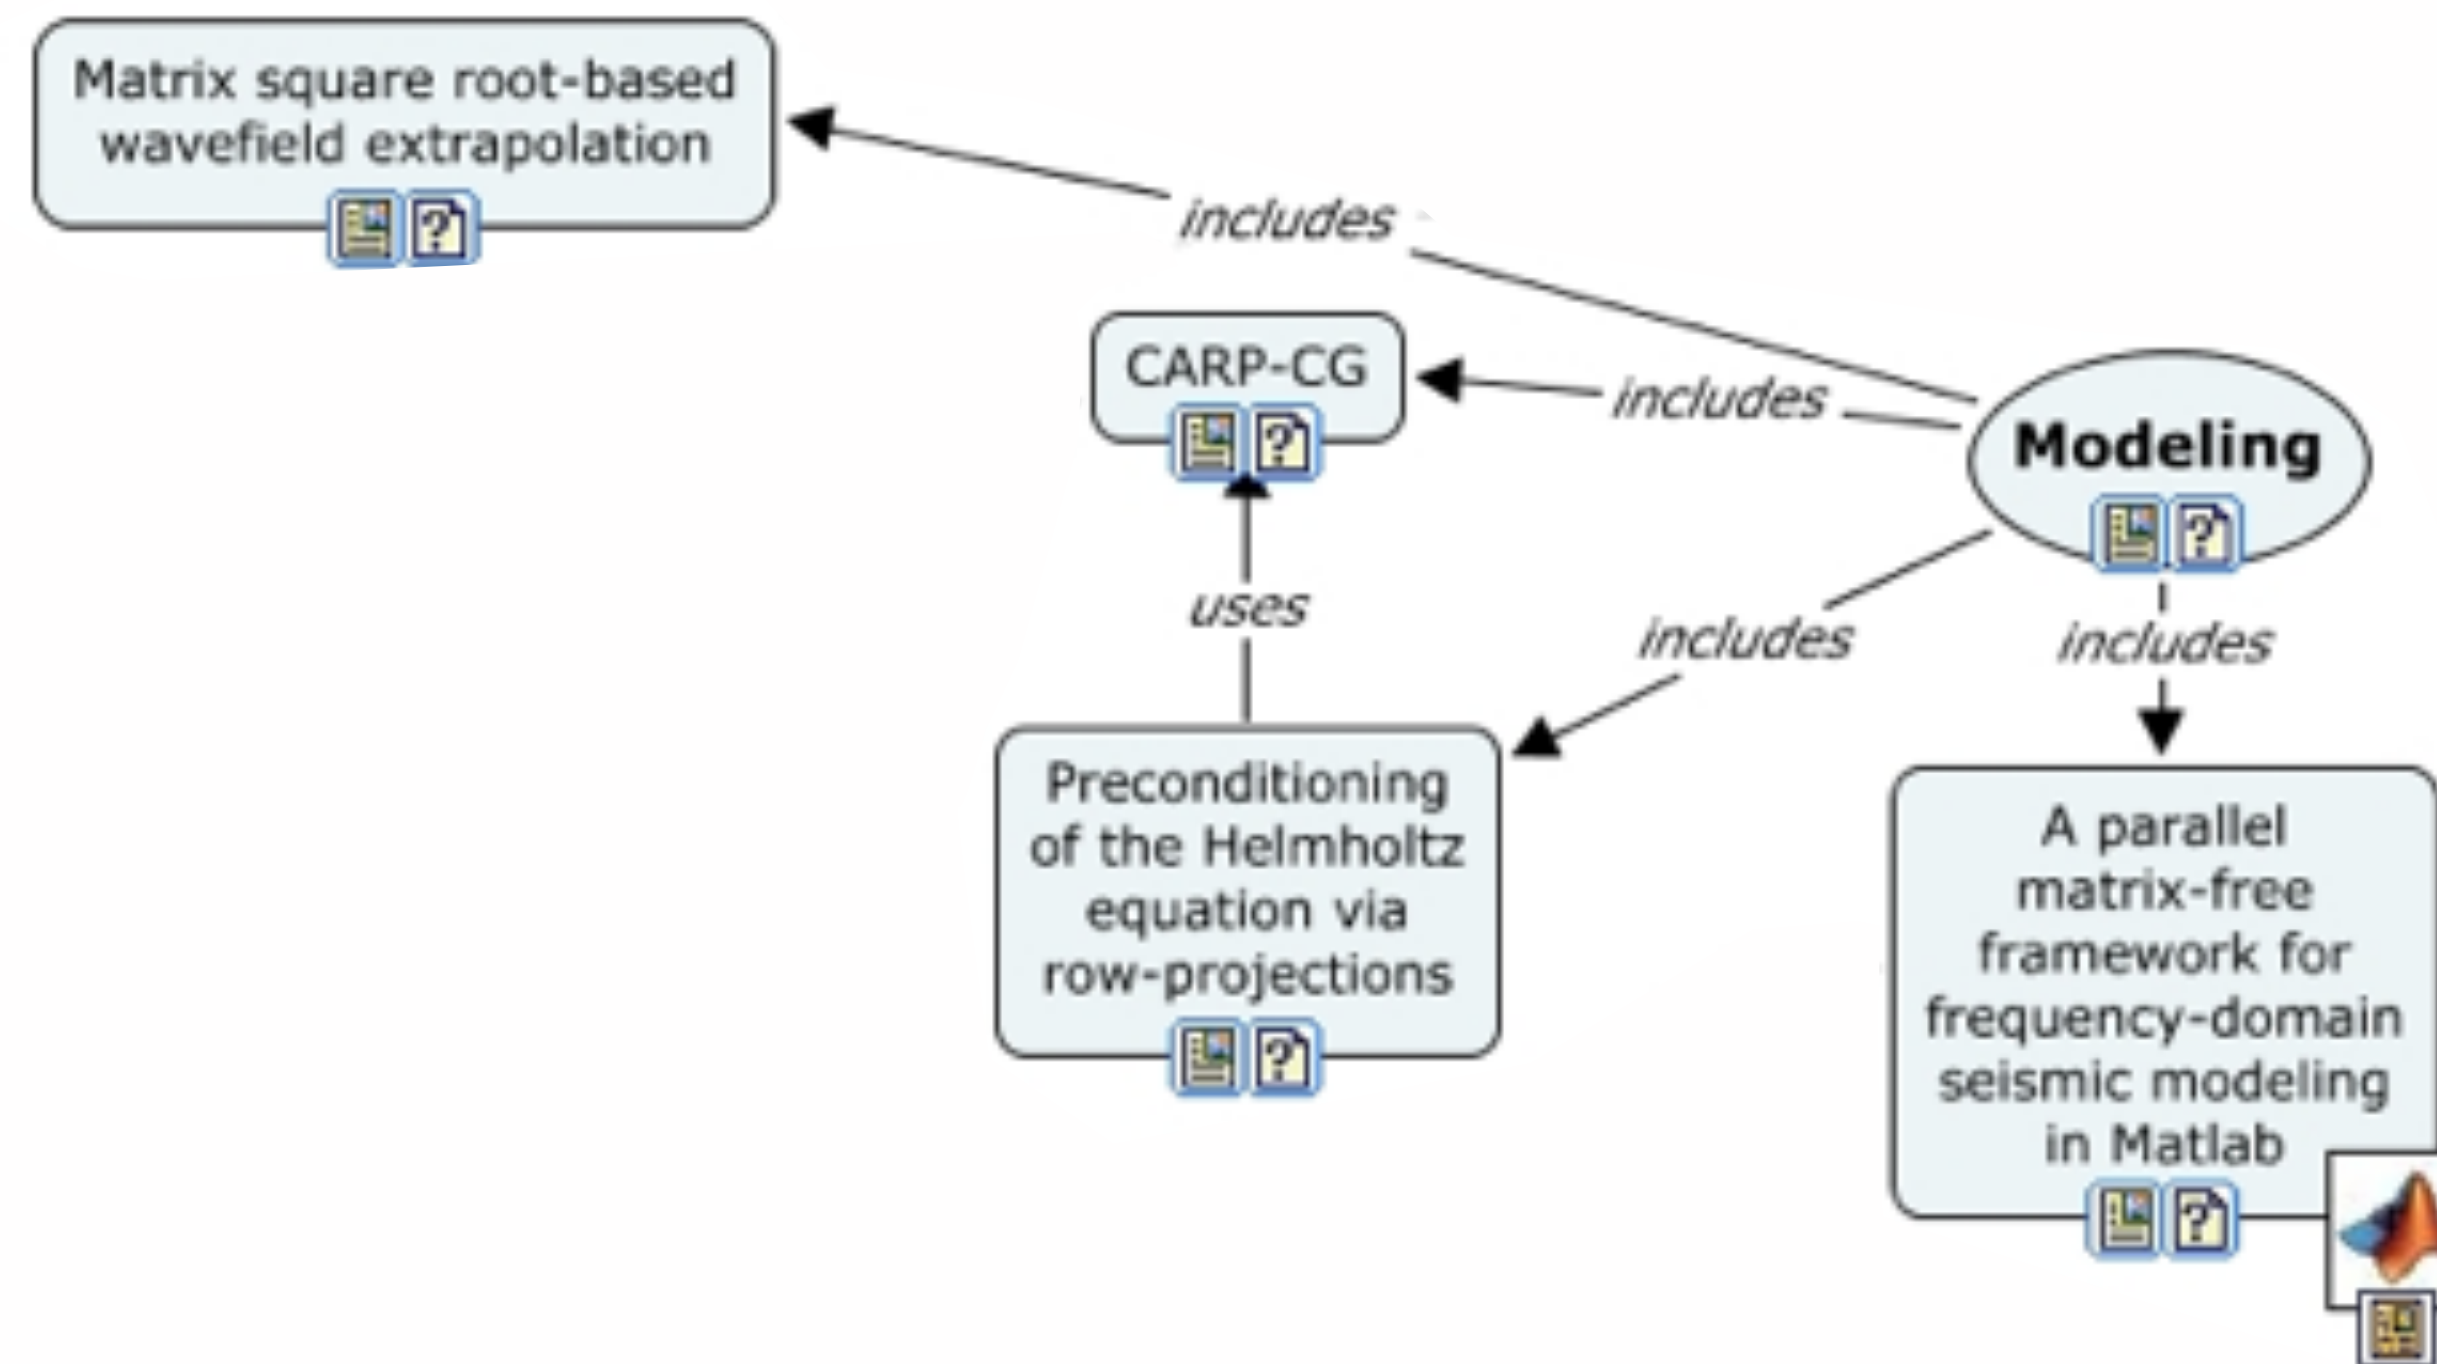 Matrix square root-based
wavefield extrapolation
includes
CARP-CG
includes
Modeling
uses
includes
includes
Preconditioning
of the Helmholtz
equation via
row-projections
A parallel
matrix-free
framework for
frequency-domain
seismic modeling
in Matlab